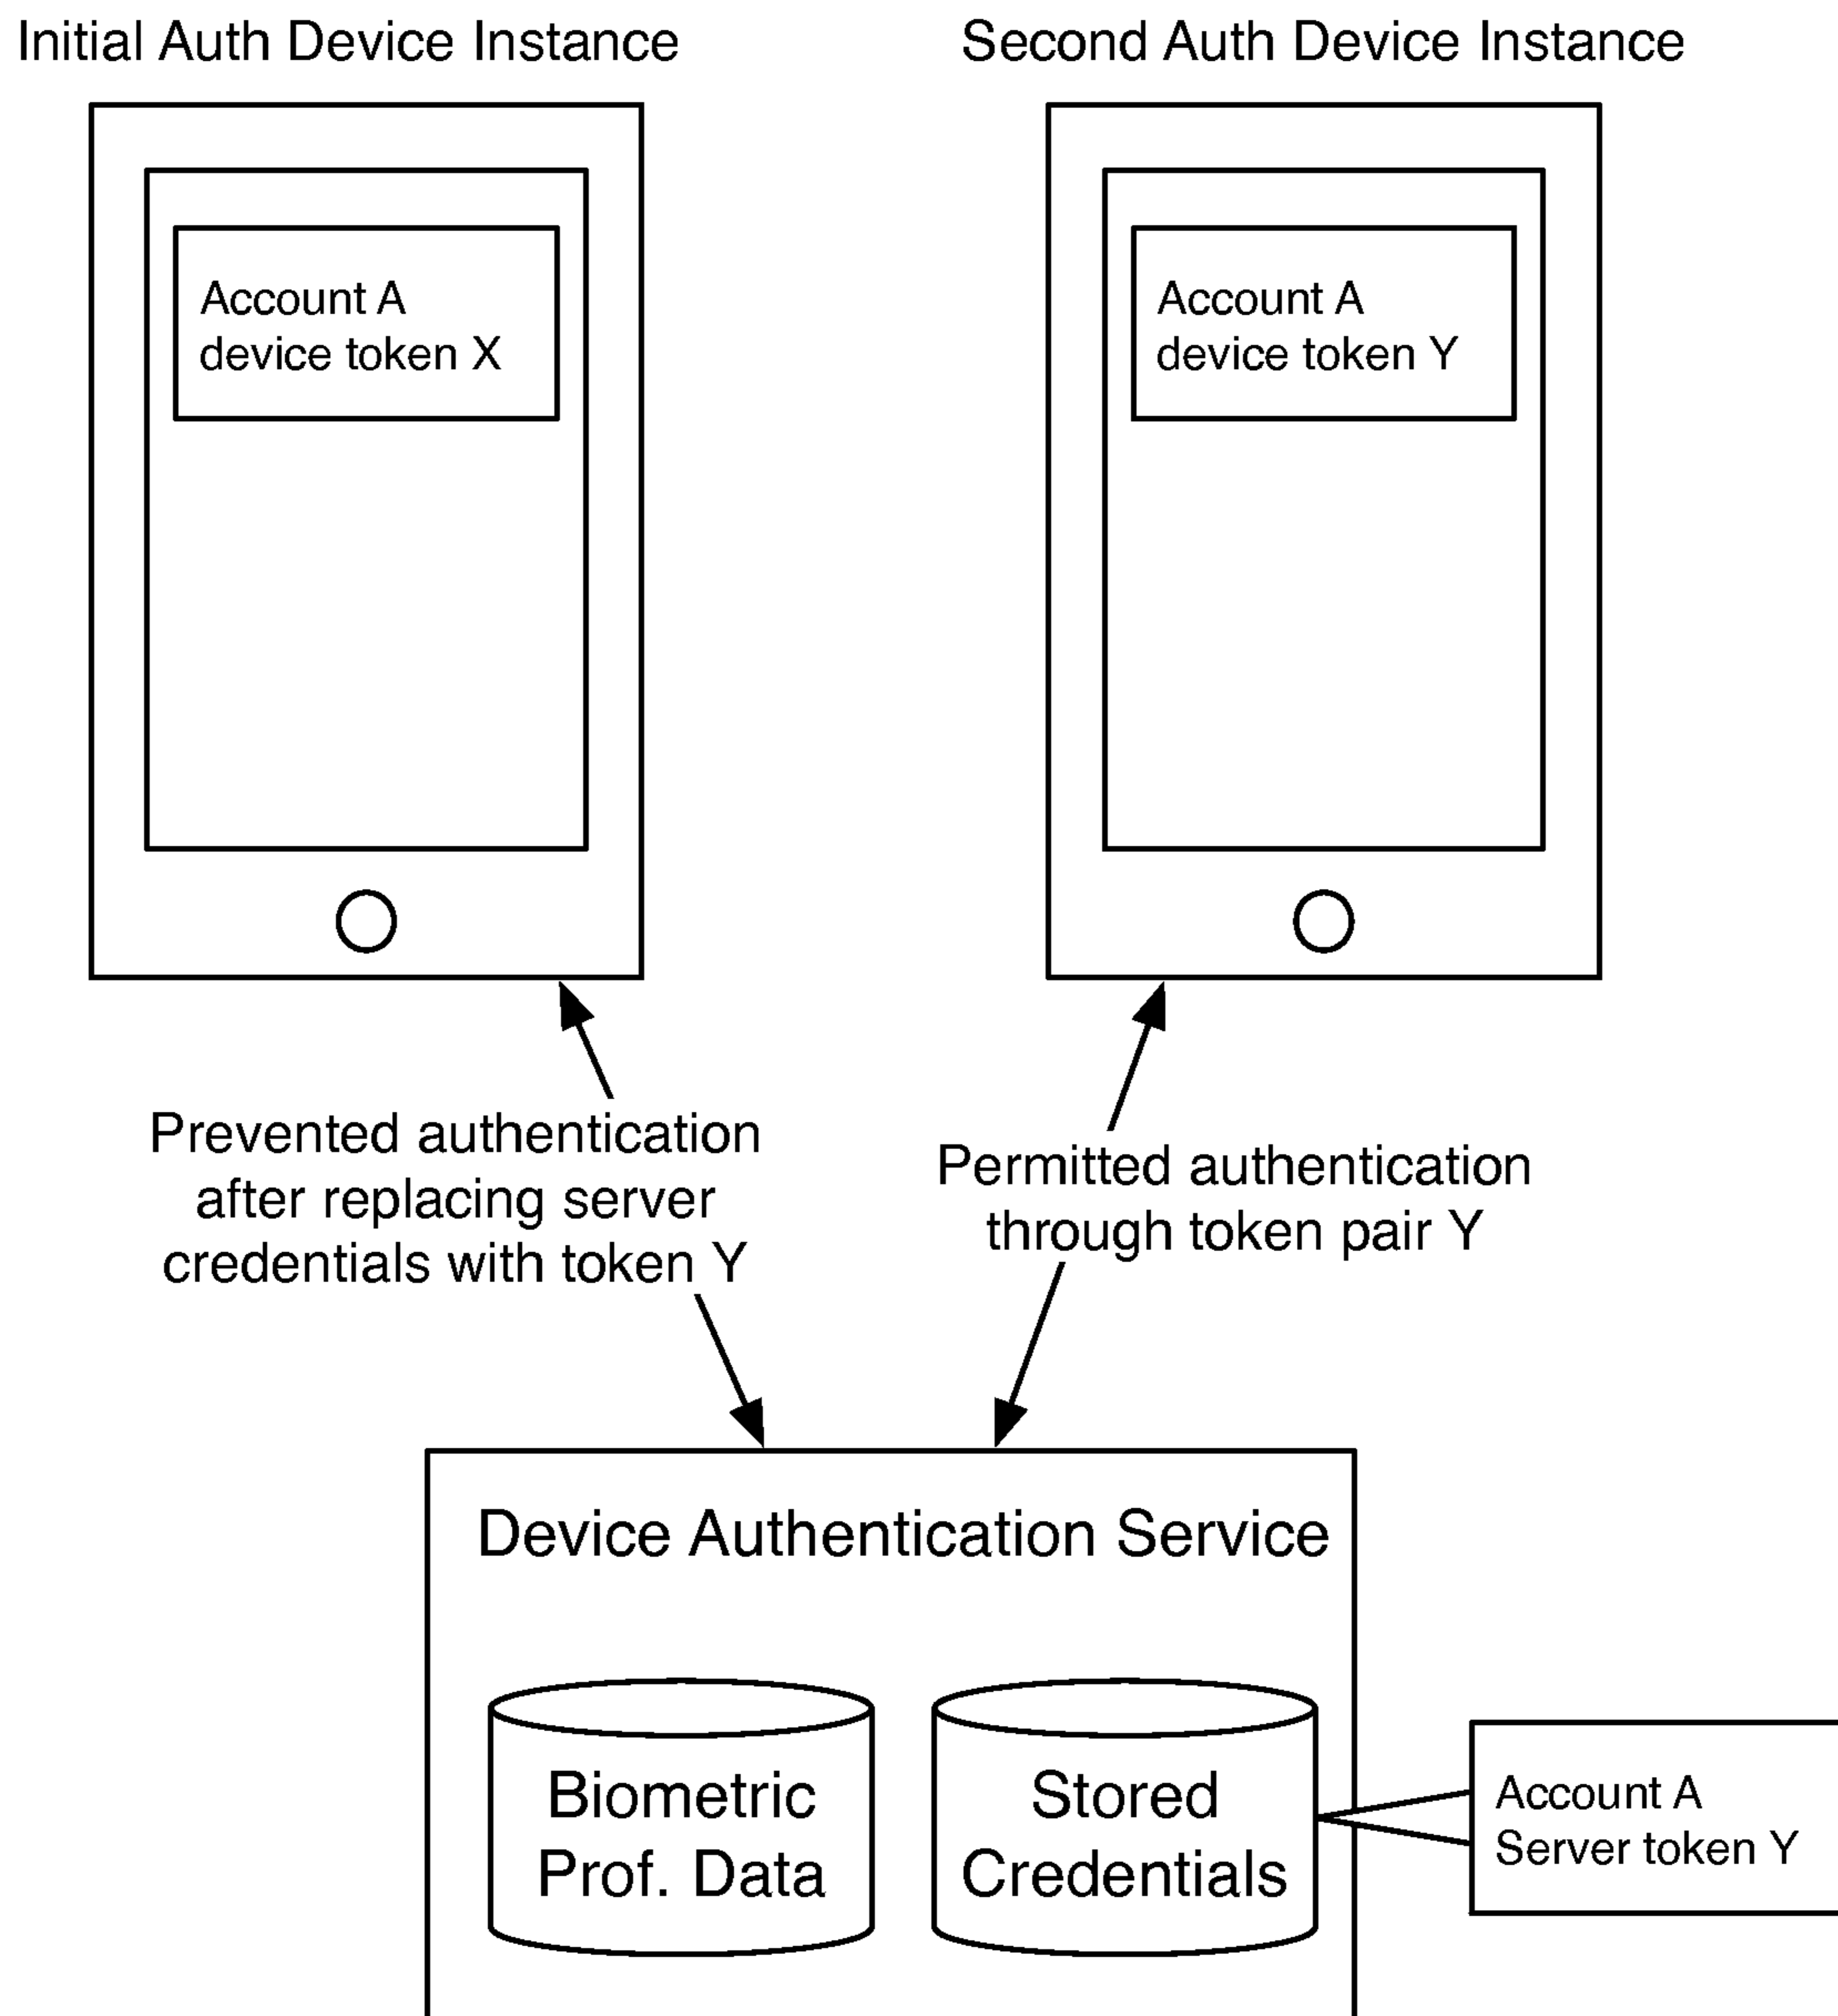 Initial Auth Device Instance
Second Auth Device Instance
Account A
device token X
Account A
device token Y
Prevented authentication
after replacing server
credentials with token Y
Permitted authentication
through token pair Y
Device Authentication Service
Biometric
Prof. Data
Stored
Credentials
Account A
Server token Y